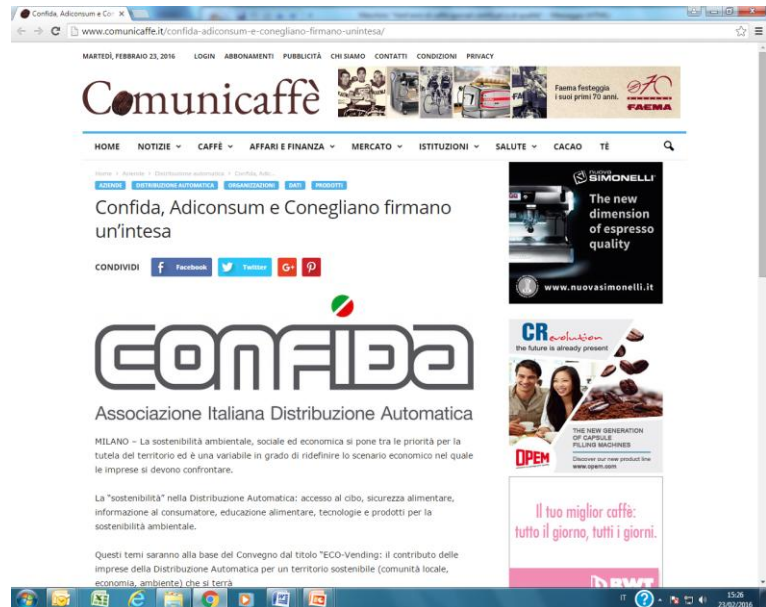 Confida, Adiconsum e Con
www.comunicaffe.it/confida-adiconsum-e-conegliano-firmano-unintesa/
MARTEDÌ, FEBBRAIO 23, 2016 LOGIN ABBONAMENTI PUBBLICITÀ CHI SIAMO CONTATTI CONDIZIONI PRIVACY
Comunicaffè
Faema festeggia
i suoi primi 70 anni.
FAEMA
HOME NOTIZIE CAFFÈ AFFARI E FINANZA MERCATO ISTITUZIONI SALUTE CACAO TÈ
Home > Aziende > Distribuzione automatica > Confida, Adic...
AZIENDE DISTRIBUZIONE AUTOMATICA ORGANIZZAZIONI DATI PRODOTTI
Confida, Adiconsum e Conegliano firmano
un'intesa
CONDIVIDI Facebook Twitter G+
CONFIDA
Associazione Italiana Distribuzione Automatica
MILANO – La sostenibilità ambientale, sociale ed economica si pone tra le priorità per la
tutela del territorio ed è una variabile in grado di ridefinire lo scenario economico nel quale
le imprese si devono confrontare.
La "sostenibilità" nella Distribuzione Automatica: accesso al cibo, sicurezza alimentare,
informazione al consumatore, educazione alimentare, tecnologie e prodotti per la
sostenibilità ambientale.
Questi temi saranno alla base del Convegno dal titolo "ECO-Vending: il contributo delle
imprese della Distribuzione Automatica per un territorio sostenibile (comunità locale,
economia, ambiente) che si terrà
nuova
SIMONELLI
The new
dimension
of espresso
quality
www.nuovasimonelli.it
CRevolution
the future is already present
THE NEW GENERATION
OF CAPSULE
FILLING MACHINES
OPEM
Discover our new product line
www.opem.com
Il tuo miglior caffè:
tutto il giorno, tutti i giorni.
BWT
IT
15:26
23/02/2016